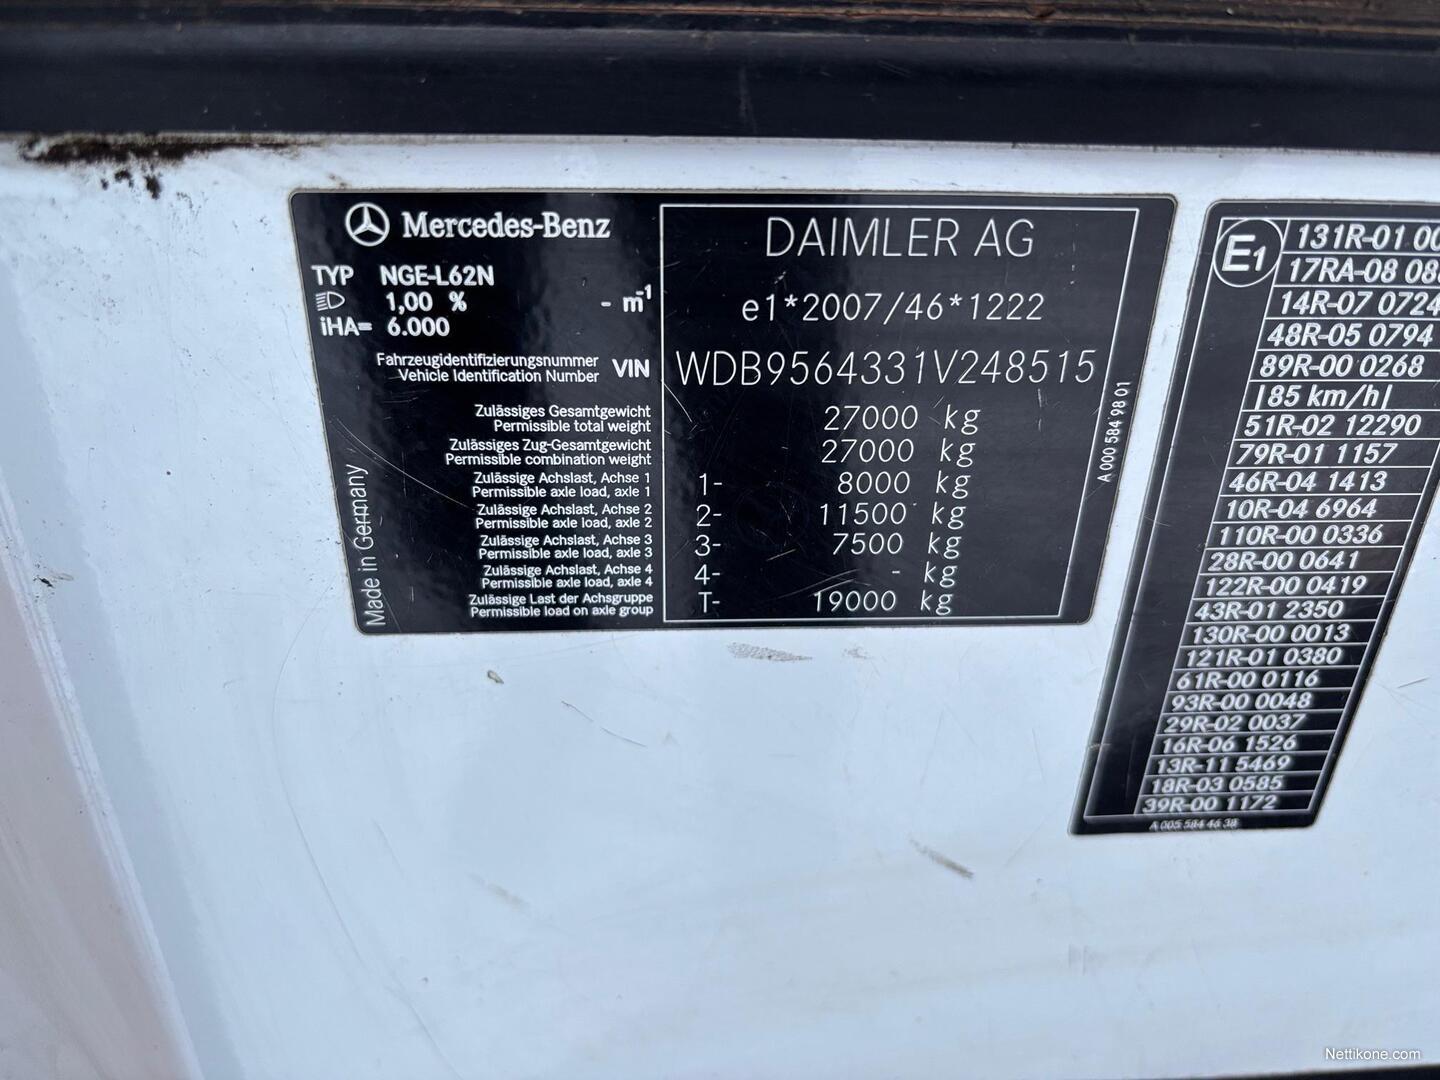 Mercedes-Benz
TYP NGE-L62N
1,00 % - m⁻¹
iHA= 6.000
Fahrzeugidentifizierungsnummer
Vehicle Identification Number
VIN
Zulässiges Gesamtgewicht
Permissible total weight
Zulässiges Zug-Gesamtgewicht
Permissible combination weight
Zulässige Achslast, Achse 1
Permissible axle load, axle 1
Zulässige Achslast, Achse 2
Permissible axle load, axle 2
Zulässige Achslast, Achse 3
Permissible axle load, axle 3
Zulässige Achslast, Achse 4
Permissible axle load, axle 4
Zulässige Last der Achsgruppe
Permissible load on axle group
Made in Germany
DAIMLER AG
e1*2007/46*1222
WDB9564331V248515
27000 kg
27000 kg
1- 8000 kg
2- 11500 kg
3- 7500 kg
4- - kg
T- 19000 kg
A 000 584 98 01
E1
131R-01 00
17RA-08 08
14R-07 0724
48R-05 0794
89R-00 0268
|85 km/h|
51R-02 12290
79R-01 1157
46R-04 1413
10R-04 6964
110R-00 0336
28R-00 0641
122R-00 0419
43R-01 2350
130R-00 0013
121R-01 0380
61R-00 0116
93R-00 0048
29R-02 0037
16R-06 1526
13R-11 5469
18R-03 0585
39R-00 1172
A 005 584 46 38
Nettikone.com